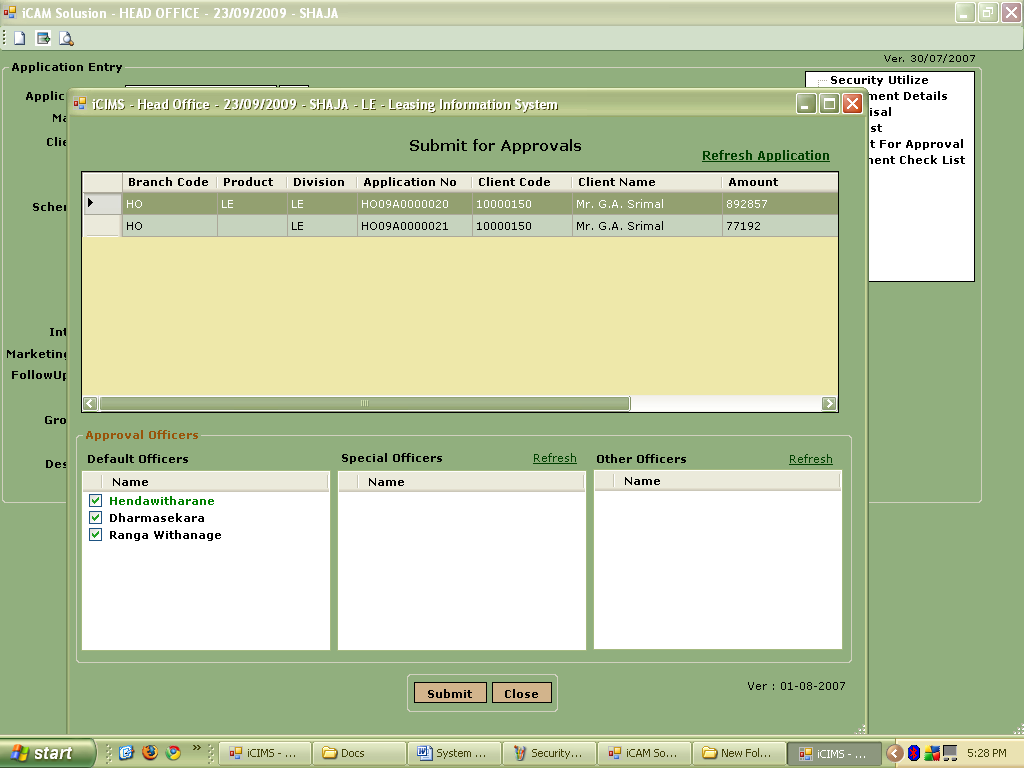 iCAM Solusion - HEAD OFFICE - 23/09/2009 - SHAJA
Ver. 30/07/2007
Application Entry
Security Utilize
Applic
ment Details
Ma
isal
st
Clie
t For Approval
ment Check List
Scher
Int
Marketing
FollowUp
Gro
Des
iCIMS - Head Office - 23/09/2009 - SHAJA - LE - Leasing Information System
Submit for Approvals
Refresh Application
Branch Code Product Division Application No Client Code Client Name Amount
HO LE LE HO09A0000020 10000150 Mr. G.A. Srimal 892857
HO LE HO09A0000021 10000150 Mr. G.A. Srimal 77192
Approval Officers
Default Officers Special Officers Refresh Other Officers Refresh
Name Name Name
Hendawitharane
Dharmasekara
Ranga Withanage
Submit Close
Ver : 01-08-2007
start » iCIMS - ... Docs System ... Security... iCAM So... New Fol... iCIMS - ... 5:28 PM